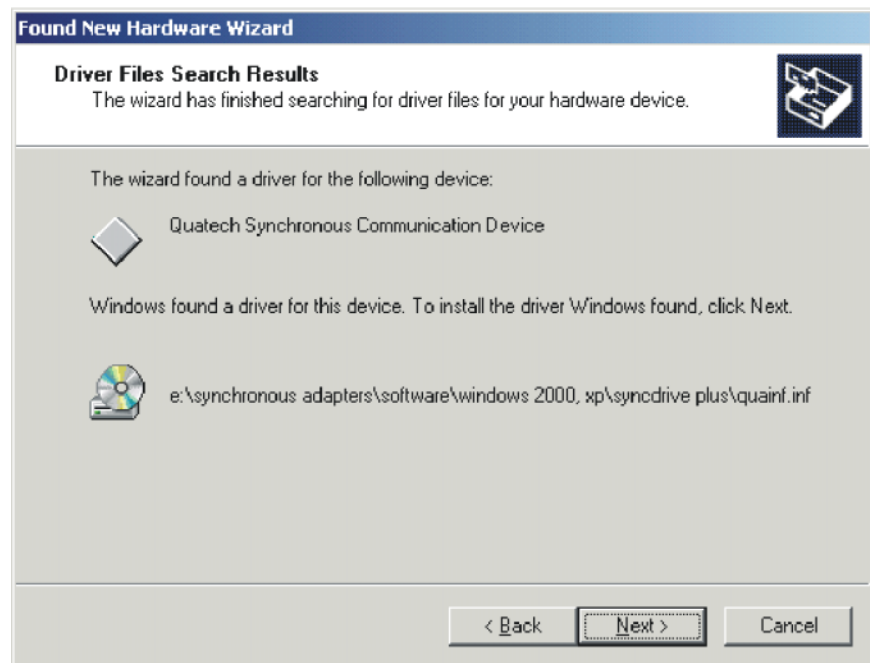 Found New Hardware Wizard
Driver Files Search Results
The wizard has finished searching for driver files for your hardware device.
The wizard found a driver for the following device:
Quatech Synchronous Communication Device
Windows found a driver for this device. To install the driver Windows found, click Next.
e:\synchronous adapters\software\windows 2000, xp\syncdrive plus\quainf.inf
< Back
Next >
Cancel